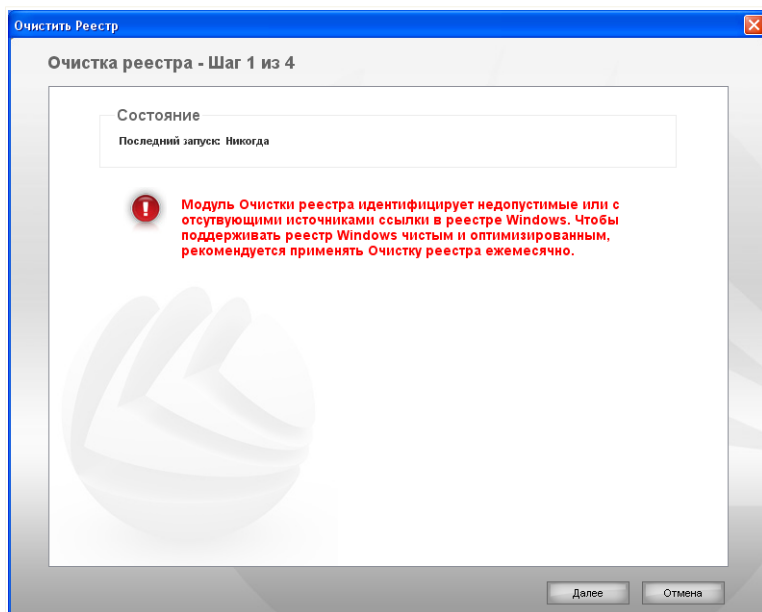 Очистить Реестр
Очистка реестра - Шаг 1 из 4
Состояние
Последний запуск: Никогда
Модуль Очистки реестра идентифицирует недопустимые или с
отсутвующими источниками ссылки в реестре Windows. Чтобы
поддерживать реестр Windows чистым и оптимизированным,
рекомендуется применять Очистку реестра ежемесячно.
Далее
Отмена